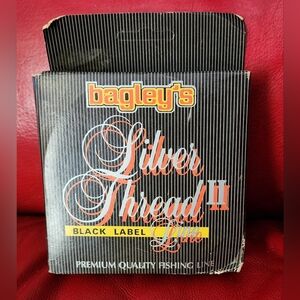 bagley's
Silver
Thread II
BLACK LABEL Line
PREMIUM QUALITY FISHING LINE